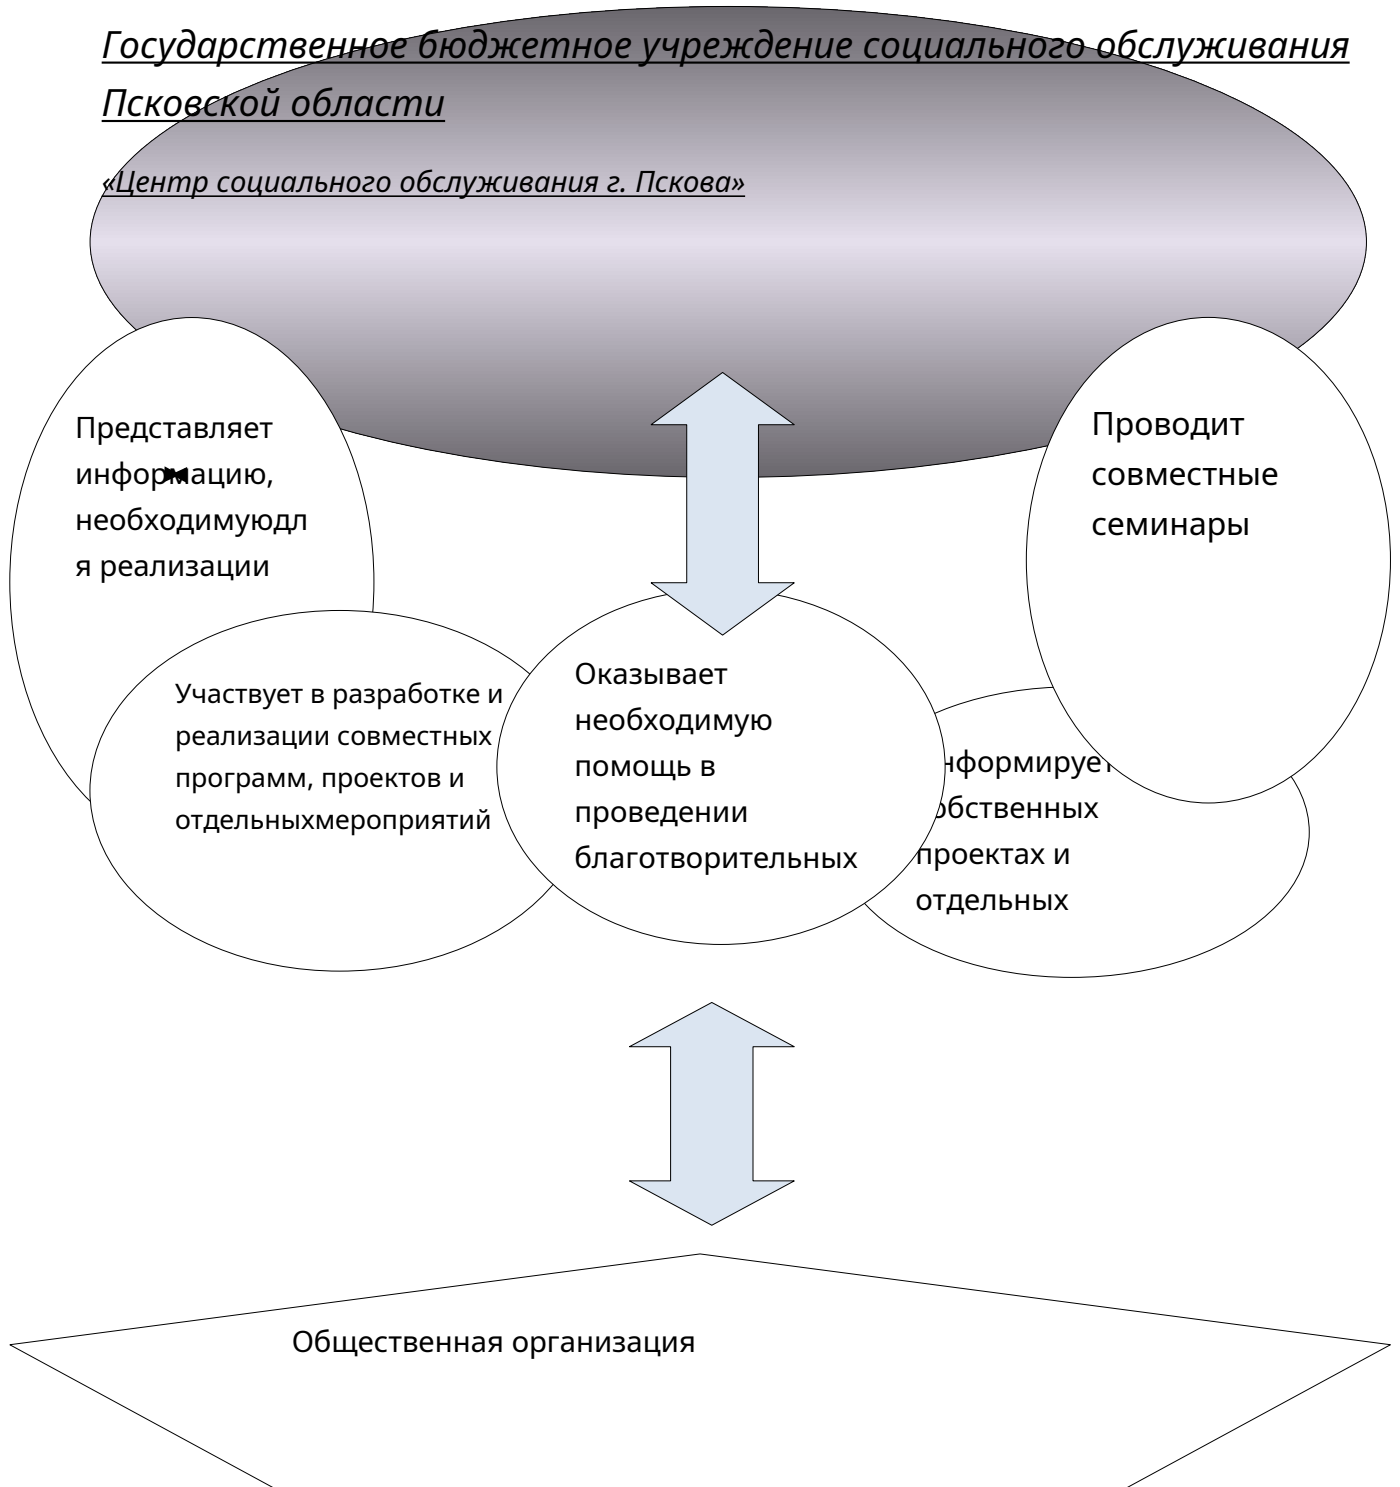 Государственное бюджетное учреждение социального обслуживания
Псковской области
«Центр социального обслуживания г. Пскова»
Представляет
информацию,
необходимуюдл
я реализации
Проводит
совместные
семинары
Участвует в разработке и
реализации совместных
программ, проектов и
отдельныхмероприятий
Оказывает
необходимую
помощь в
проведении
благотворительных
проектах и
отдельных
Общественная организация